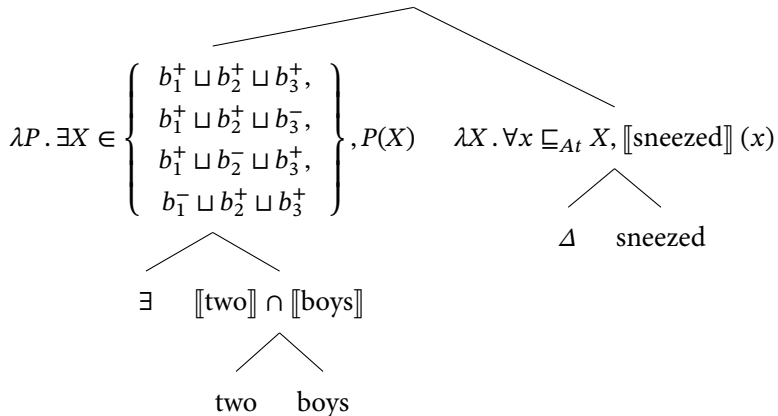 b₁⁺ ⊔ b₂⁺ ⊔ b₃⁺,
b₁⁺ ⊔ b₂⁺ ⊔ b₃⁻,
λP . ∃X ∈ { } , P(X) λX . ∀x ⊑_At X, ⟦sneezed⟧ (x)
b₁⁺ ⊔ b₂⁻ ⊔ b₃⁺,
b₁⁻ ⊔ b₂⁺ ⊔ b₃⁺
Δ sneezed
∃ ⟦two⟧ ∩ ⟦boys⟧
two boys